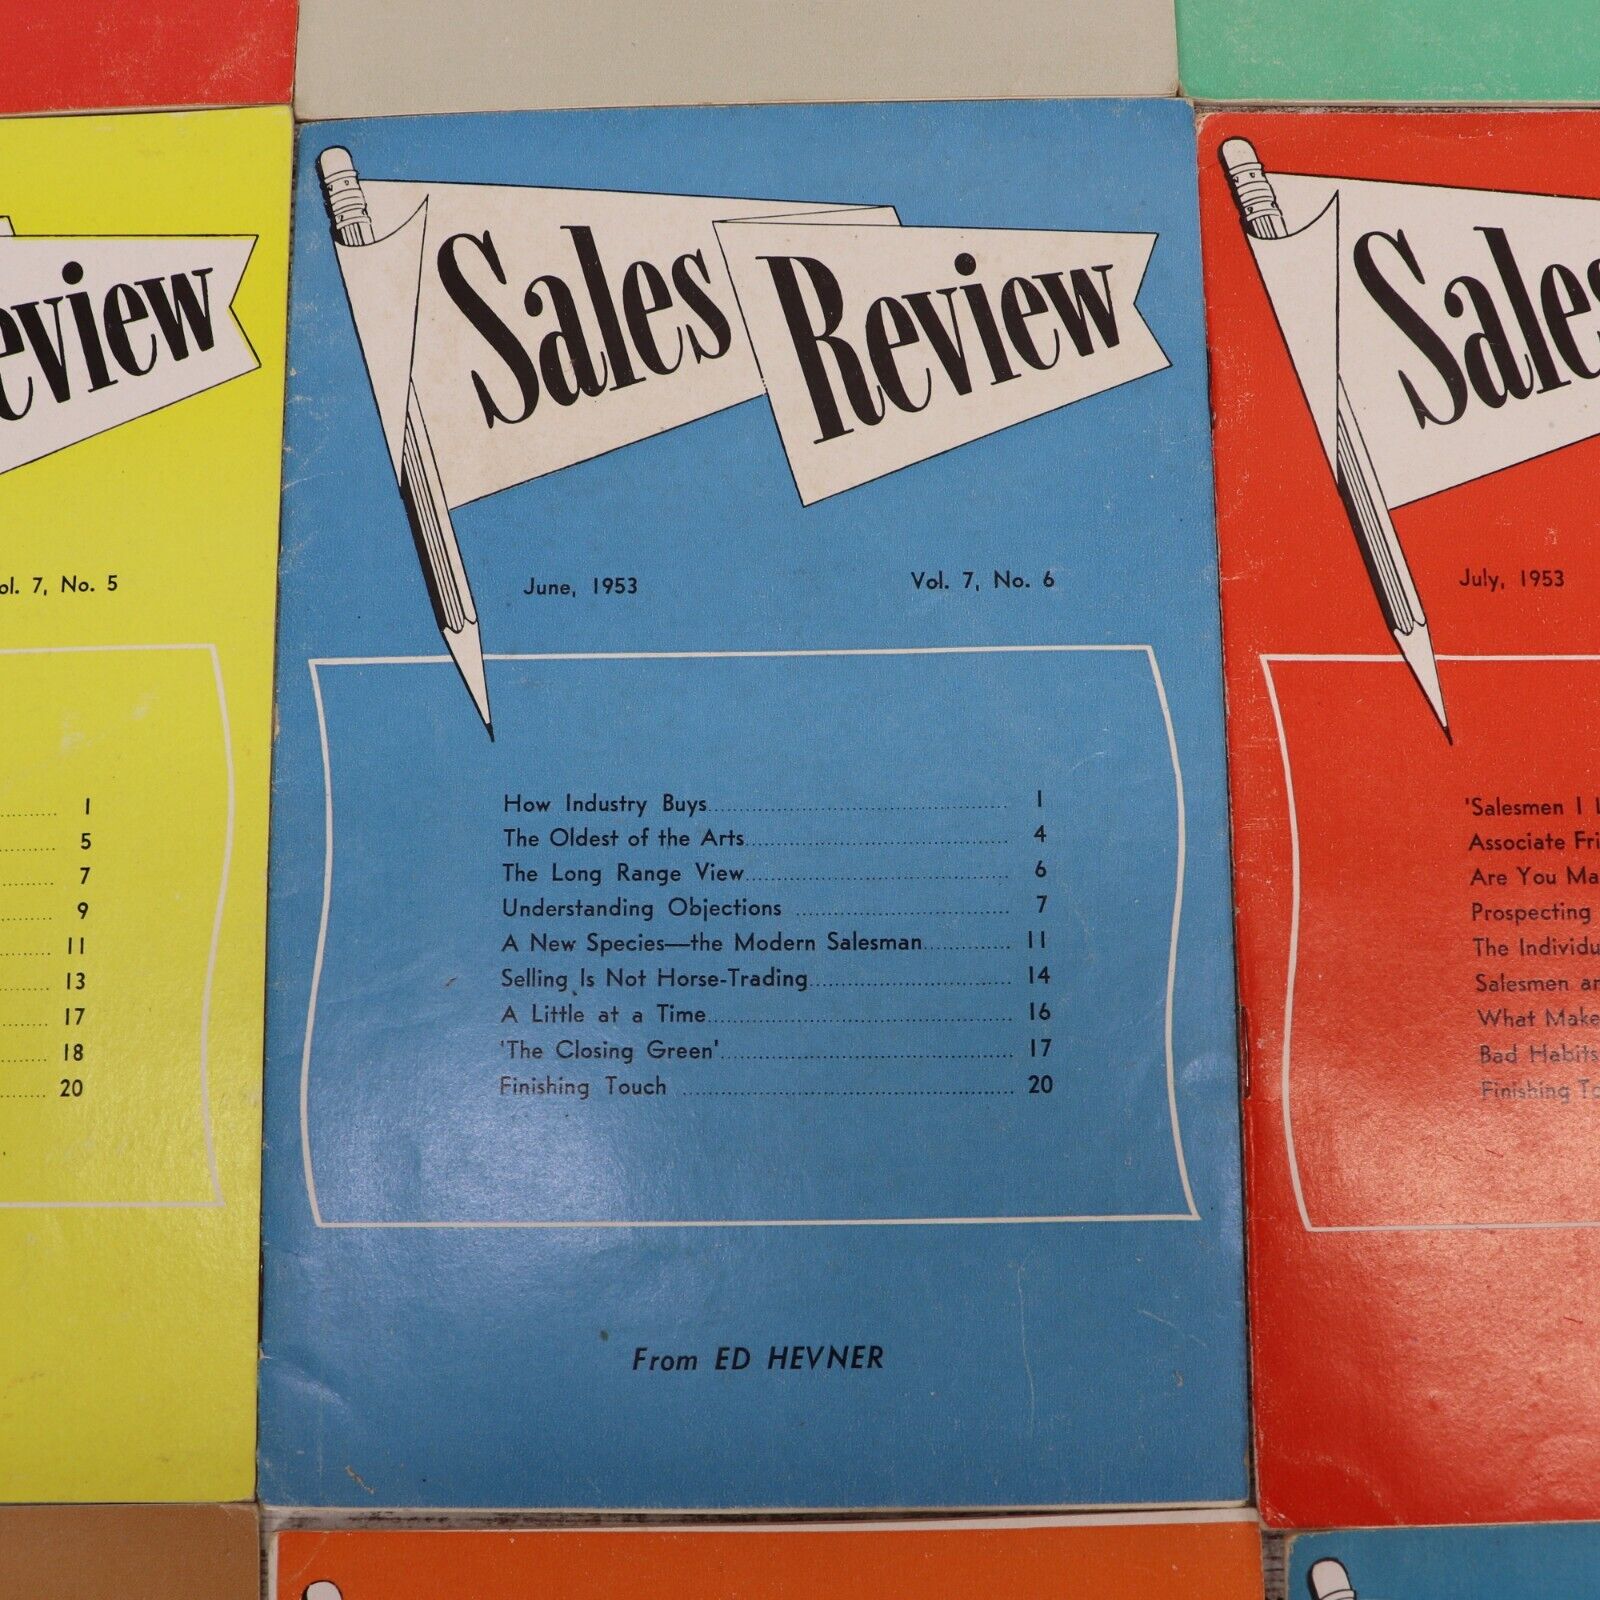 Sales Review
June, 1953 Vol. 7, No. 6
How Industry Buys 1
The Oldest of the Arts 4
The Long Range View 6
Understanding Objections 7
A New Species—the Modern Salesman 11
Selling Is Not Horse-Trading 14
A Little at a Time 16
'The Closing Green' 17
Finishing Touch 20
From ED HEVNER
7, No. 5
1
5
7
9
11
13
17
18
20
Sales
July, 1953
'Salesmen I
Associate
Are You
Prospecting
The
Salesmen
What
Bad Habits
Finishing